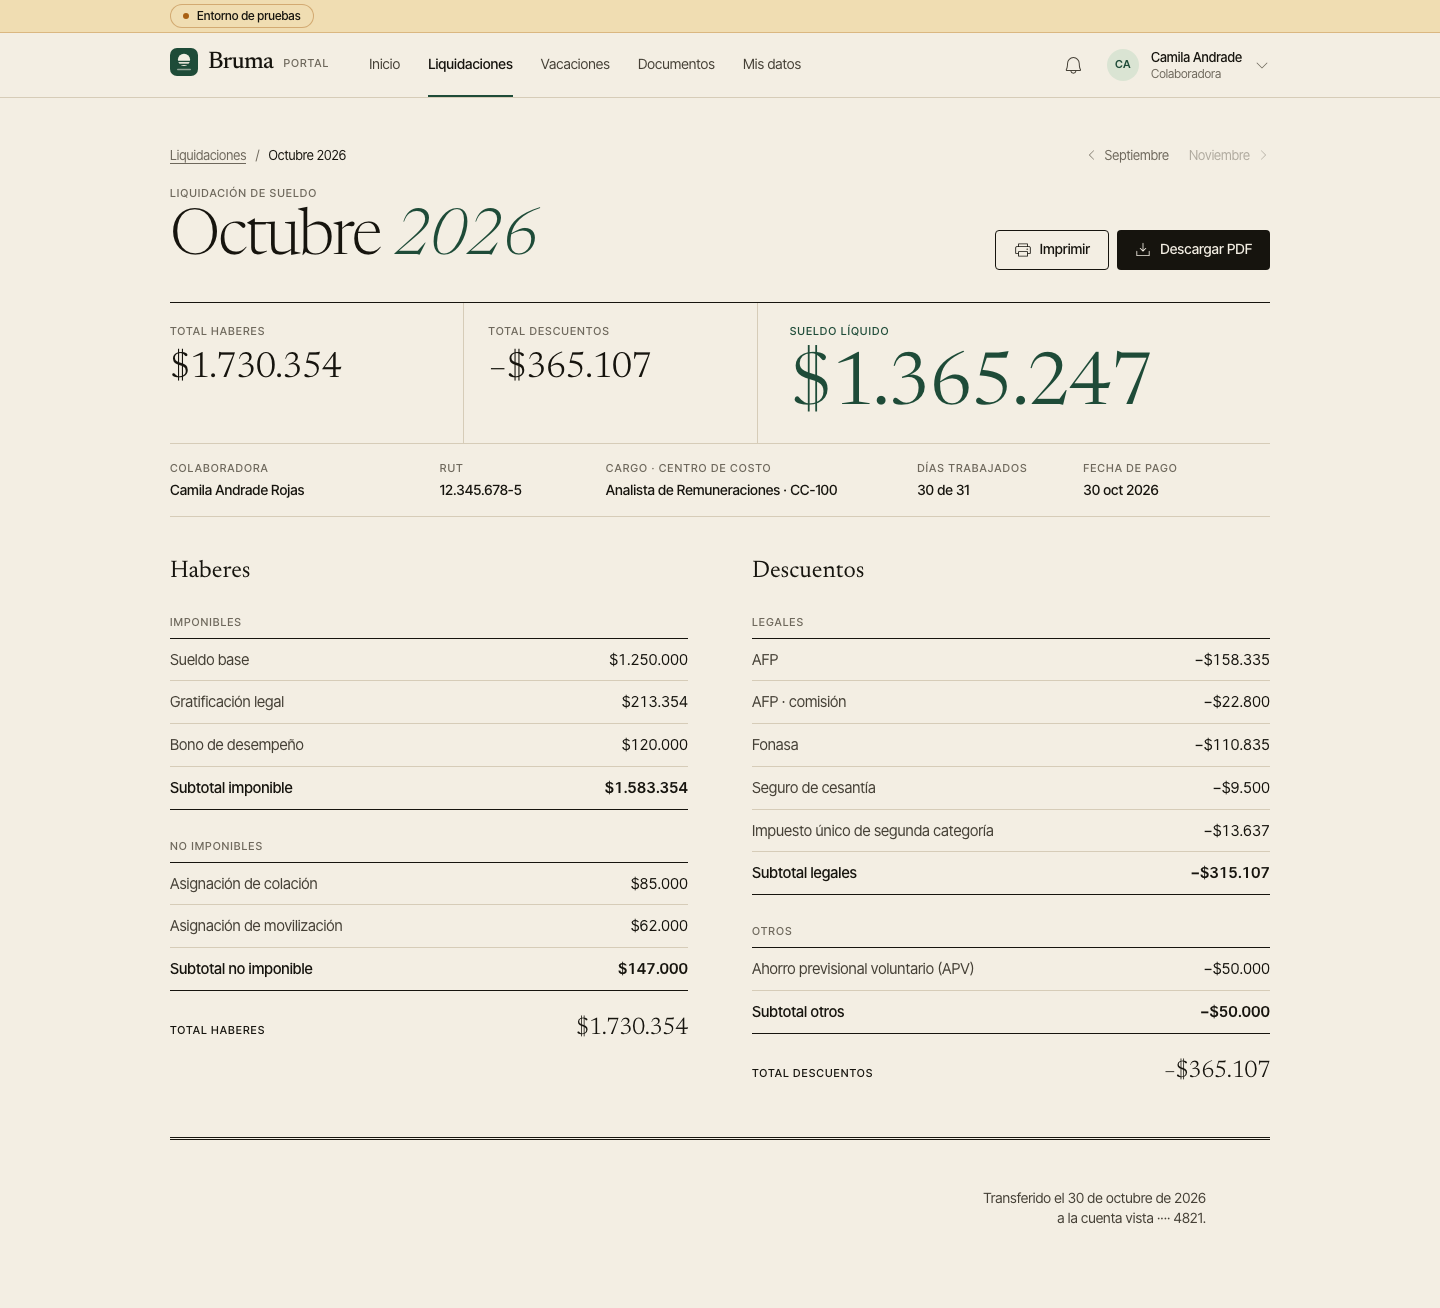 Entorno de pruebas
Bruma PORTAL
Inicio
Liquidaciones
Vacaciones
Documentos
Mis datos
CA
Camila Andrade
Colaboradora
Liquidaciones / Octubre 2026
Septiembre
Noviembre
LIQUIDACIÓN DE SUELDO
Octubre 2026
Imprimir
Descargar PDF
TOTAL HABERES
$1.730.354
TOTAL DESCUENTOS
−$365.107
SUELDO LÍQUIDO
$1.365.247
COLABORADORA
Camila Andrade Rojas
RUT
12.345.678-5
CARGO · CENTRO DE COSTO
Analista de Remuneraciones · CC-100
DÍAS TRABAJADOS
30 de 31
FECHA DE PAGO
30 oct 2026
Haberes
IMPONIBLES
Sueldo base $1.250.000
Gratificación legal $213.354
Bono de desempeño $120.000
Subtotal imponible $1.583.354
NO IMPONIBLES
Asignación de colación $85.000
Asignación de movilización $62.000
Subtotal no imponible $147.000
TOTAL HABERES $1.730.354
Descuentos
LEGALES
AFP −$158.335
AFP · comisión −$22.800
Fonasa −$110.835
Seguro de cesantía −$9.500
Impuesto único de segunda categoría −$13.637
Subtotal legales −$315.107
OTROS
Ahorro previsional voluntario (APV) −$50.000
Subtotal otros −$50.000
TOTAL DESCUENTOS −$365.107
Transferido el 30 de octubre de 2026
a la cuenta vista ···· 4821.